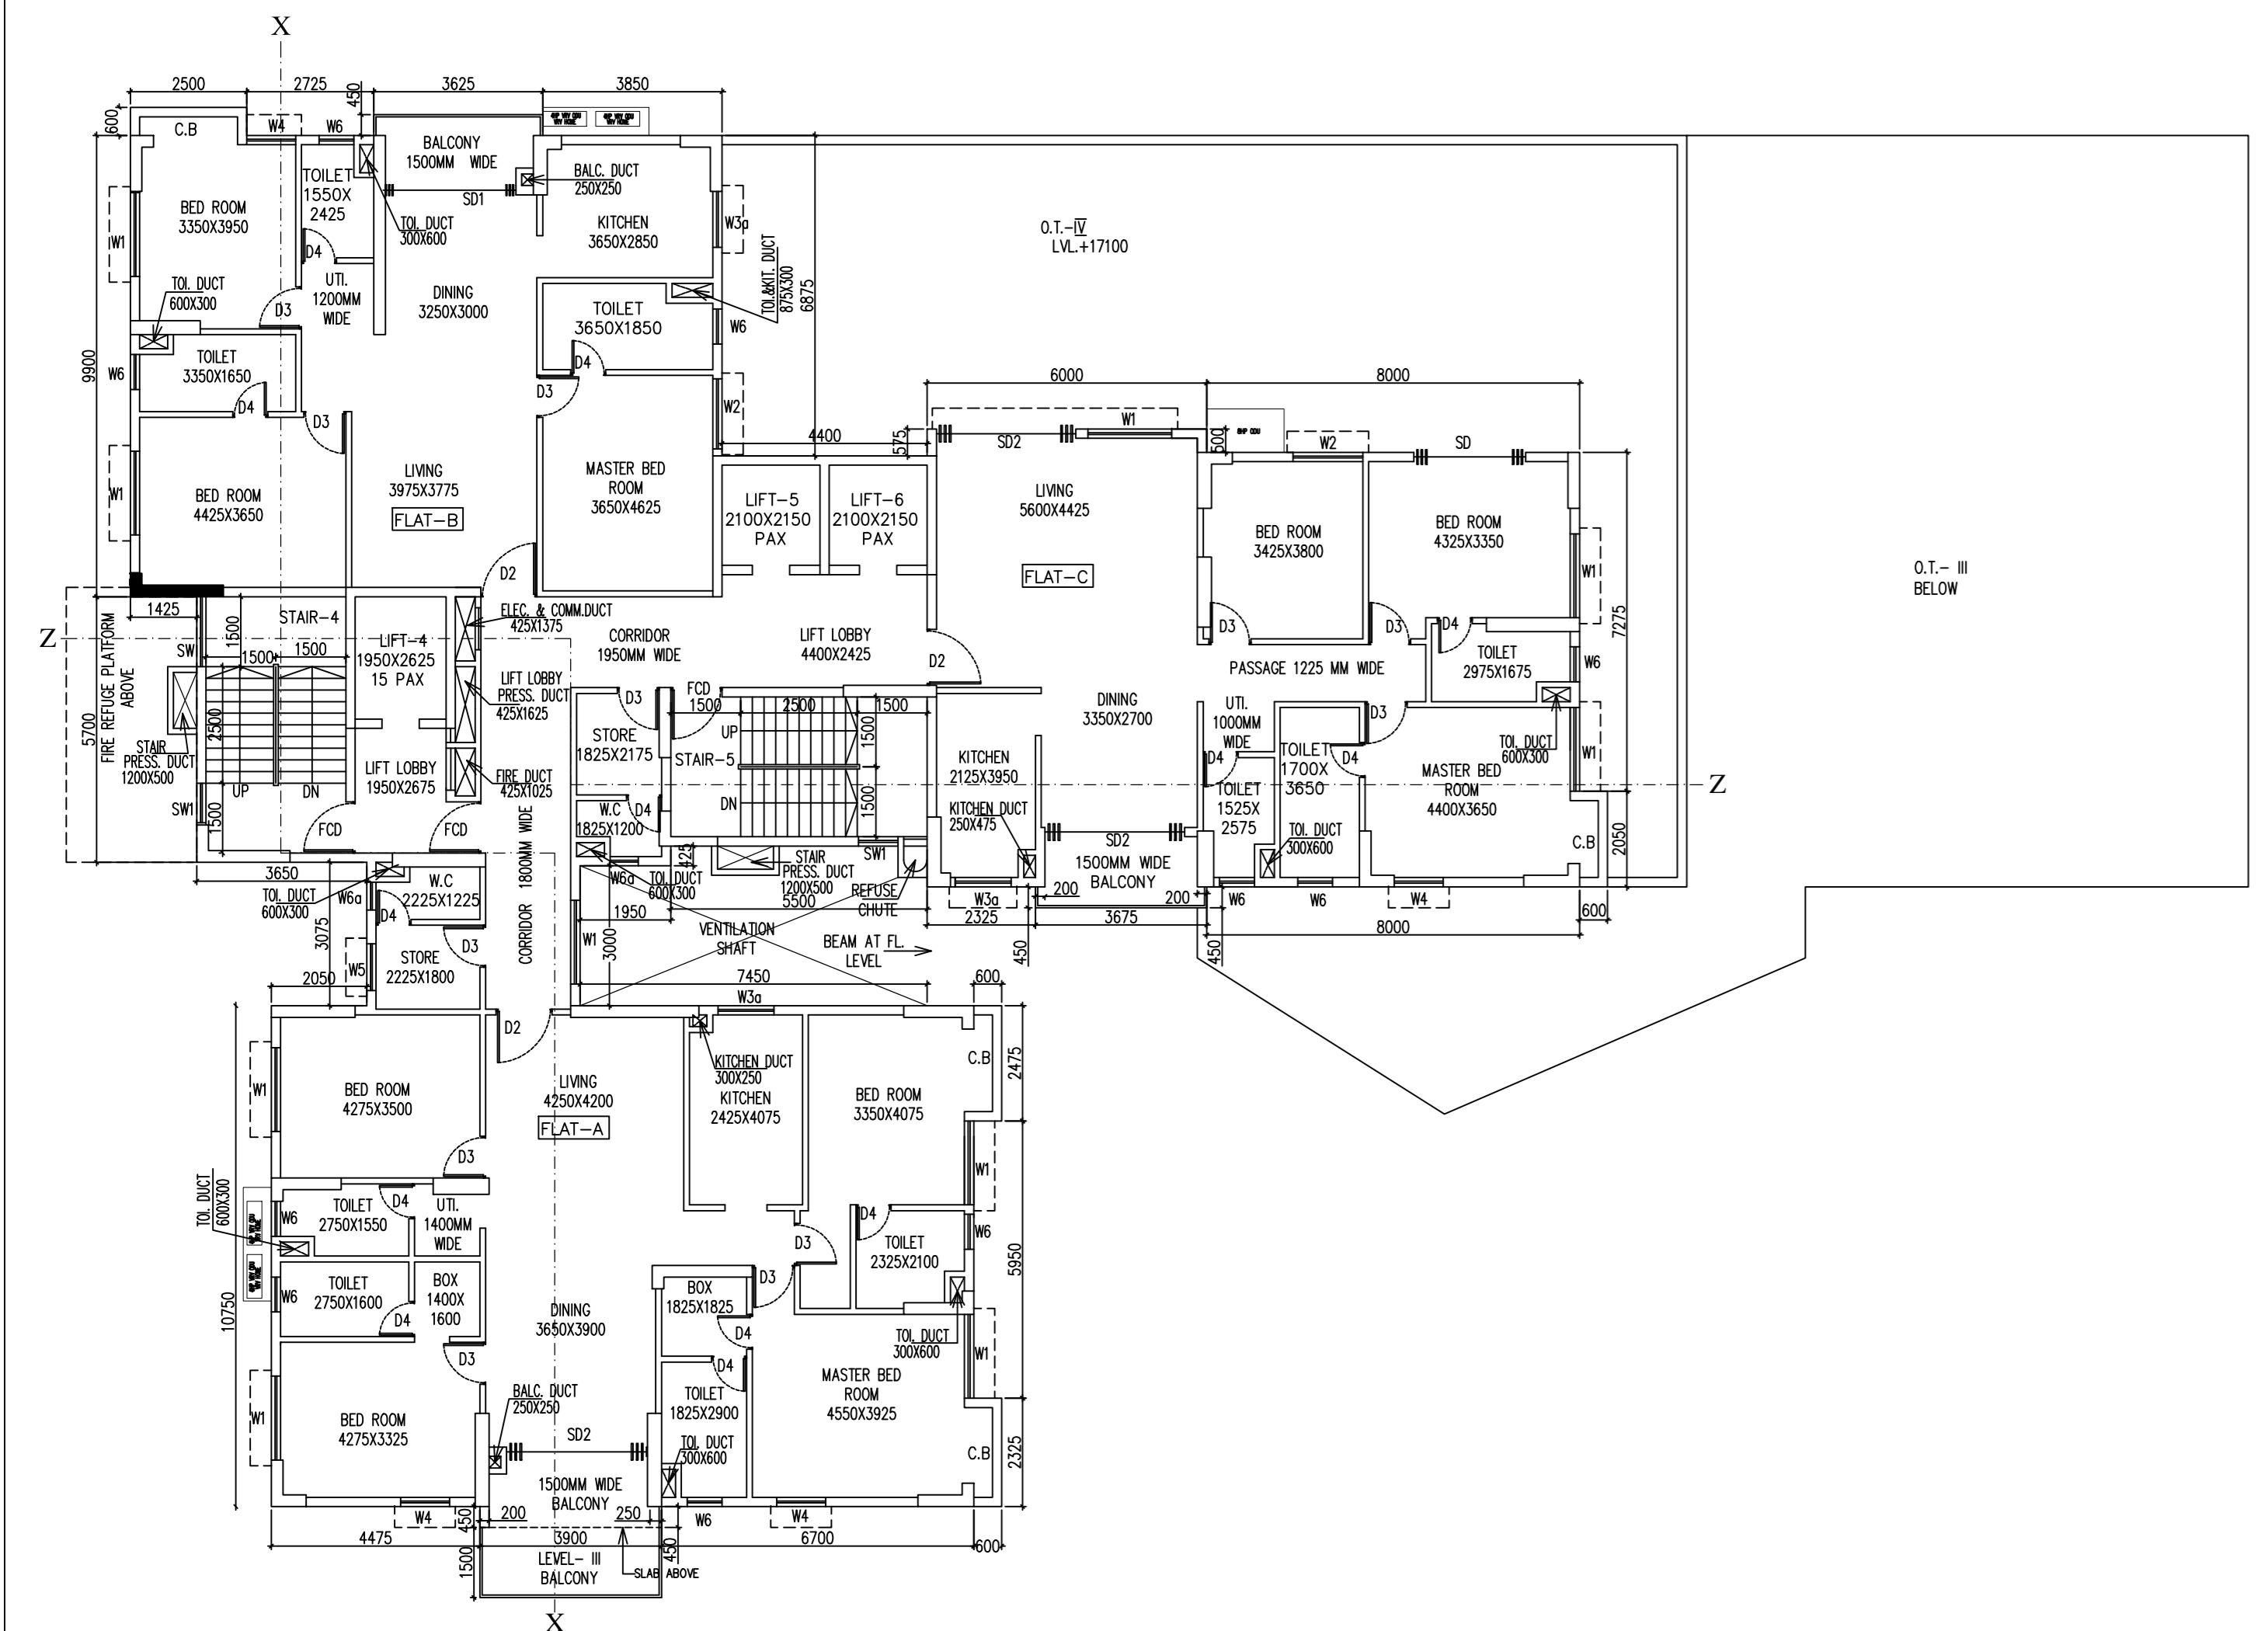 X
2500
2725
450
3625
3850
600
C.B
W4
W6
BALCONY
1500MM WIDE
BALC. DUCT
250X250
TOILET
1550X
2425
SD1
BED ROOM
3350X3950
TOI. DUCT
300X600
KITCHEN
3650X2850
W3a
W1
D4
O.T.-IV
LVL.+17100
TOI. DUCT
600X300
UTI.
1200MM
WIDE
DINING
3250X3000
TOI.&KIT. DUCT
875X300
6875
D3
TOILET
3650X1850
W6
9900
W6
TOILET
3350X1650
D4
D3
D4
D3
W2
6000
8000
4400
575
SD2
W1
500
8HP ODU
W2
SD
LIVING
3975X3775
FLAT-B
W1
BED ROOM
4425X3650
MASTER BED
ROOM
3650X4625
LIFT-5
2100X2150
PAX
LIFT-6
2100X2150
PAX
LIVING
5600X4425
FLAT-C
BED ROOM
3425X3800
BED ROOM
4325X3350
W1
O.T.- III
BELOW
D2
1425
1500
STAIR-4
ELEC. & COMM.DUCT
425X1375
Z
FIRE REFUGE PLATFORM
ABOVE
SW
1500
1500
LIFT-4
1950X2625
15 PAX
CORRIDOR
1950MM WIDE
LIFT LOBBY
4400X2425
D2
D3
D3
D4
7275
PASSAGE 1225 MM WIDE
TOILET
2975X1675
W6
LIFT LOBBY
PRESS. DUCT
425X1625
D3
FCD
1500
2500
1500
DINING
3350X2700
UTI.
1000MM
WIDE
D3
5700
2500
STAIR
PRESS. DUCT
1200X500
STORE
1825X2175
UP
1500
STAIR-5
D4
TOILET
1700X
3650
D4
TOI. DUCT
600X300
W1
UP
DN
LIFT LOBBY
1950X2675
FIRE DUCT
425X1025
KITCHEN
2125X3950
MASTER BED
ROOM
4400X3650
Z
SW1
1500
W.C
1825X1200
D4
DN
1500
KITCHEN DUCT
250X475
TOILET
1525X
2575
FCD
FCD
CORRIDOR 1800MM WIDE
SD2
TOI. DUCT
300X600
C.B
2050
3650
W.C
2225X1225
425
W6a
TOI. DUCT
600X300
STAIR
PRESS. DUCT
1200X500
SW1
REFUSE
CHUTE
1500MM WIDE
BALCONY
TOI. DUCT
600X300
W6a
D4
5500
W3a
200
200
W6
W6
W4
600
1950
2325
3675
8000
3075
D3
W1
3000
VENTILATION
SHAFT
BEAM AT FL.
LEVEL
450
450
STORE
2225X1800
W5
2050
7450
W3a
600
D2
KITCHEN DUCT
300X250
C.B
2475
BED ROOM
4275X3500
W1
LIVING
4250X4200
FLAT-A
KITCHEN
2425X4075
BED ROOM
3350X4075
D3
W1
TOI. DUCT
600X300
W6
TOILET
2750X1550
D4
UTI.
1400MM
WIDE
D4
D3
TOILET
2325X2100
W6
5950
W6
TOILET
2750X1600
D4
BOX
1400X
1600
D3
BOX
1825X1825
10750
DINING
3650X3900
D4
TOI. DUCT
300X600
W1
D3
D4
MASTER BED
ROOM
4550X3925
BALC. DUCT
250X250
TOILET
1825X2900
W1
BED ROOM
4275X3325
SD2
TOI. DUCT
300X600
C.B
2325
1500MM WIDE
BALCONY
W4
450
200
250
W6
W4
4475
3900
450
6700
600
1500
LEVEL- III
BALCONY
SLAB ABOVE
X